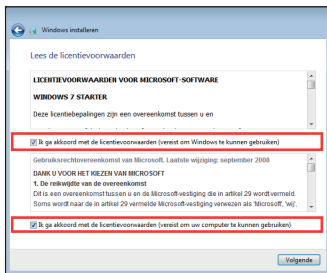 Windows installeren
Lees de licentievoorwaarden
LICENTIEVOORWAARDEN VOOR MICROSOFT-SOFTWARE
WINDOWS 7 STARTER
Deze licentiebepalingen zijn een overeenkomst tussen u en
Ik ga akkoord met de licentievoorwaarden (vereist om Windows te kunnen gebruiken)
Gebruiksrechtovereenkomst van Microsoft. Laatste wijziging: september 2008
DANK U VOOR HET KIEZEN VAN MICROSOFT
1. De reikwijdte van de overeenkomst
Dit is een overeenkomst tussen u en de Microsoft-vestiging die in artikel 29 wordt vermeld.
Soms wordt naar de in artikel 29 vermelde Microsoft-vestiging verwezen als 'Microsoft', 'wij',
Ik ga akkoord met de licentievoorwaarden (vereist om uw computer te kunnen gebruiken)
Volgende